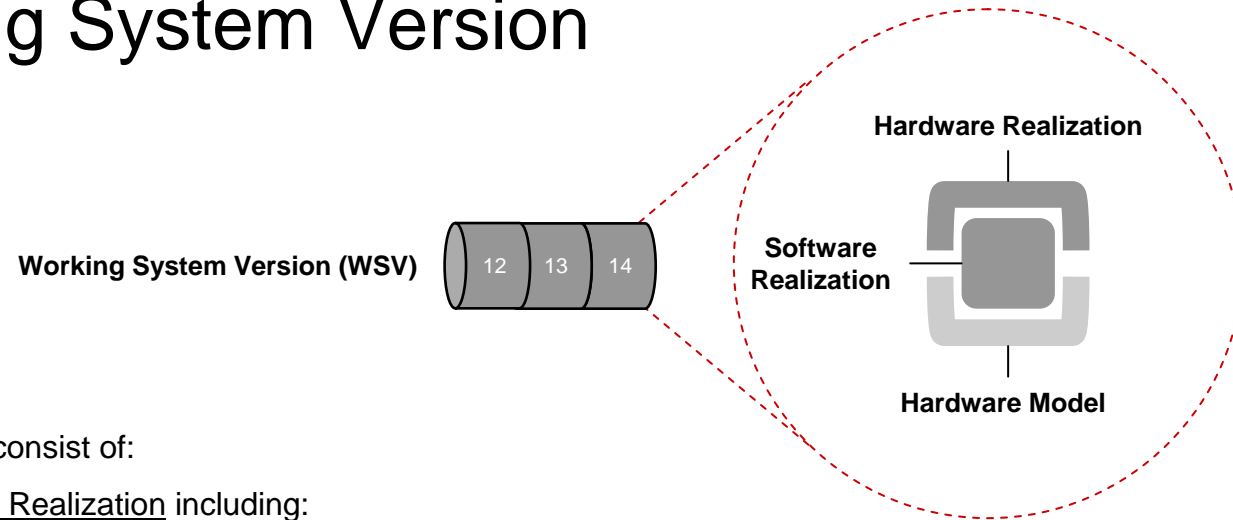 g System Version
Hardware Realization
Software
Realization
Working System Version (WSV)
12 13 14
Hardware Model
consist of:
Realization including: